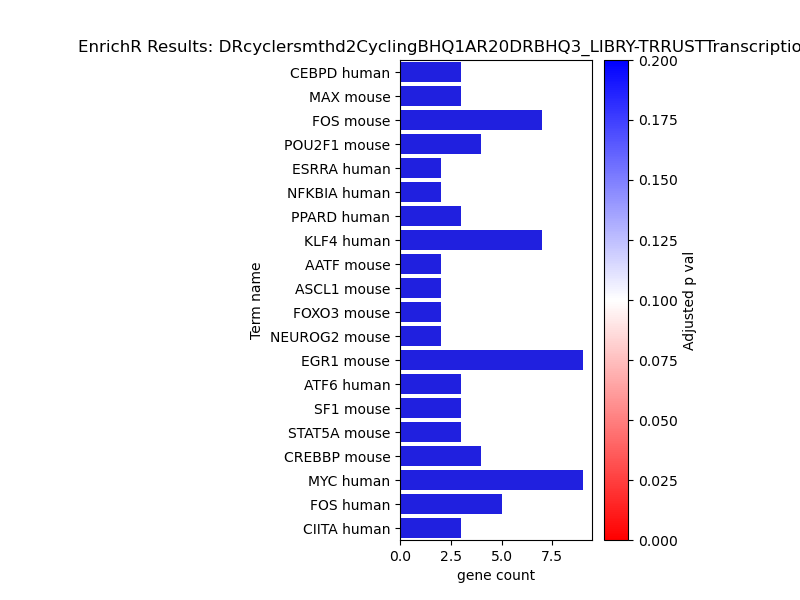 EnrichR Results: DRcyclersmthd2CyclingBHQ1AR20DRBHQ3_LIBRY-TRRUSTTranscriptio
CEBPD human
MAX mouse
FOS mouse
POU2F1 mouse
ESRRA human
NFKBIA human
PPARD human
KLF4 human
AATF mouse
ASCL1 mouse
FOXO3 mouse
NEUROG2 mouse
EGR1 mouse
ATF6 human
SF1 mouse
STAT5A mouse
CREBBP mouse
MYC human
FOS human
CIITA human
Term name
0.0 2.5 5.0 7.5
gene count
0.200
0.175
0.150
0.125
0.100
0.075
0.050
0.025
0.000
Adjusted p val